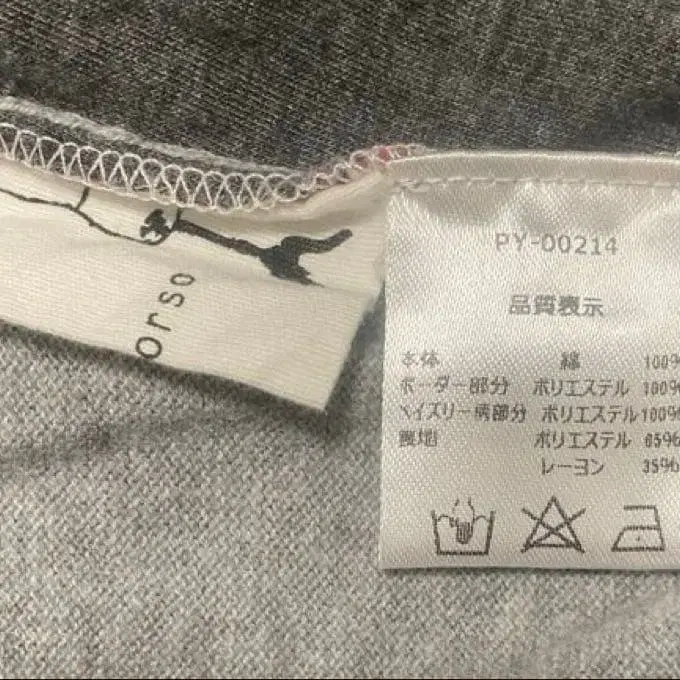 orso
PY-00214
品質表示
本体 綿 100%
ボーダー部分 ポリエステル 100%
ペイズリー柄部分 ポリエステル 100%
裏地 ポリエステル 65%
レーヨン 35%